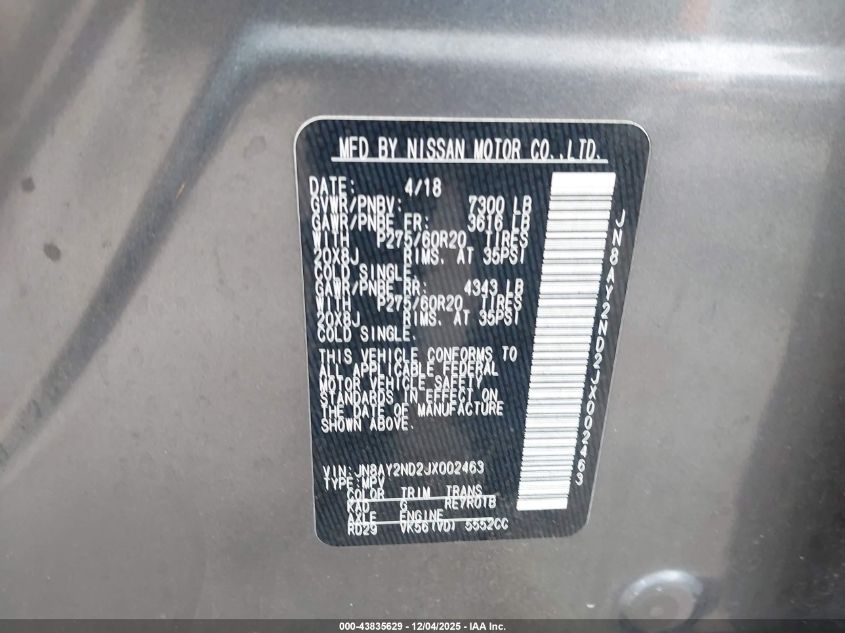 MFD BY NISSAN MOTOR CO.,LTD.
DATE: 4/18
GVWR/PNBV: 7300 LB
GAWR/PNBE FR: 3616 LB
WITH P275/60R20 TIRES
20X8J RIMS. AT 35PSI
COLD SINGLE.
GAWR/PNBE RR: 4343 LB
WITH P275/60R20 TIRES
20X8J RIMS. AT 35PSI
COLD SINGLE.
THIS VEHICLE CONFORMS TO
ALL APPLICABLE FEDERAL
MOTOR VEHICLE SAFETY
STANDARDS IN EFFECT ON
THE DATE OF MANUFACTURE
SHOWN ABOVE.
VIN:JN8AY2ND2JX002463
TYPE:MPV
COLOR TRIM TRANS
KAD G RE7R01B
AXLE ENGINE
RD29 VK56(VD) 5552CC
JN8AY2ND2JX002463
000-43835629 - 12/04/2025 - IAA Inc.